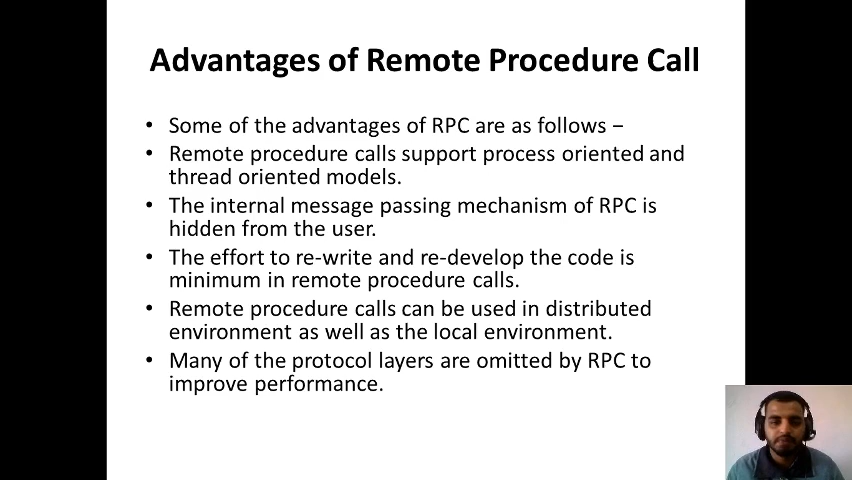 Advantages of Remote Procedure Call
• Some of the advantages of RPC are as follows −
• Remote procedure calls support process oriented and
thread oriented models.
• The internal message passing mechanism of RPC is
hidden from the user.
• The effort to re-write and re-develop the code is
minimum in remote procedure calls.
• Remote procedure calls can be used in distributed
environment as well as the local environment.
• Many of the protocol layers are omitted by RPC to
improve performance.